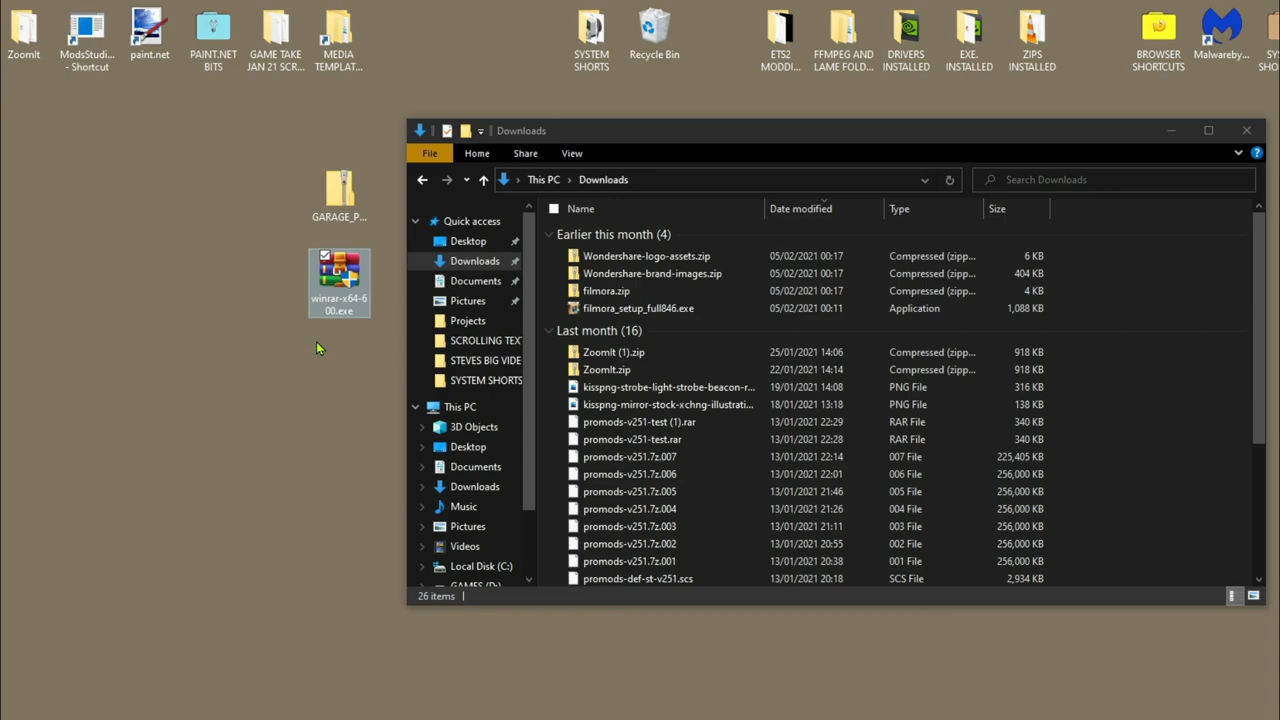 ZoomIt
ModsStudi...
- Shortcut
paint.net
PAINT.NET
BITS
GAME TAKE
JAN 21 SCR...
MEDIA
TEMPLAT...
SYSTEM
SHORTS
Recycle Bin
ETS2
MODDI...
FFMPEG AND
LAME FOLD...
DRIVERS
INSTALLED
EXE.
INSTALLED
ZIPS
INSTALLED
BROWSER
SHORTCUTS
Malwareby...
GARAGE_P...
winrar-x64-6
00.exe
Downloads
File Home Share View
This PC > Downloads
Search Downloads
Quick access
Desktop
Downloads
Documents
Pictures
Projects
SCROLLING TEX
STEVES BIG VIDE
SYSTEM SHORTS
This PC
3D Objects
Desktop
Documents
Downloads
Music
Pictures
Videos
Local Disk (C:)
GAMES (D:)
Name Date modified Type Size
Earlier this month (4)
Wondershare-logo-assets.zip 05/02/2021 00:17 Compressed (zipp... 6 KB
Wondershare-brand-images.zip 05/02/2021 00:17 Compressed (zipp... 404 KB
filmora.zip 05/02/2021 00:17 Compressed (zipp... 4 KB
filmora_setup_full846.exe 05/02/2021 00:11 Application 1,088 KB
Last month (16)
ZoomIt (1).zip 25/01/2021 14:06 Compressed (zipp... 918 KB
ZoomIt.zip 22/01/2021 14:14 Compressed (zipp... 918 KB
kisspng-strobe-light-strobe-beacon-r... 19/01/2021 14:08 PNG File 316 KB
kisspng-mirror-stock-xchng-illustrati... 18/01/2021 13:18 PNG File 138 KB
promods-v251-test (1).rar 13/01/2021 22:29 RAR File 340 KB
promods-v251-test.rar 13/01/2021 22:28 RAR File 340 KB
promods-v251.7z.007 13/01/2021 22:14 007 File 225,405 KB
promods-v251.7z.006 13/01/2021 22:01 006 File 256,000 KB
promods-v251.7z.005 13/01/2021 21:46 005 File 256,000 KB
promods-v251.7z.004 13/01/2021 21:26 004 File 256,000 KB
promods-v251.7z.003 13/01/2021 21:11 003 File 256,000 KB
promods-v251.7z.002 13/01/2021 20:55 002 File 256,000 KB
promods-v251.7z.001 13/01/2021 20:38 001 File 256,000 KB
promods-def-st-v251.scs 13/01/2021 20:18 SCS File 2,934 KB
26 items